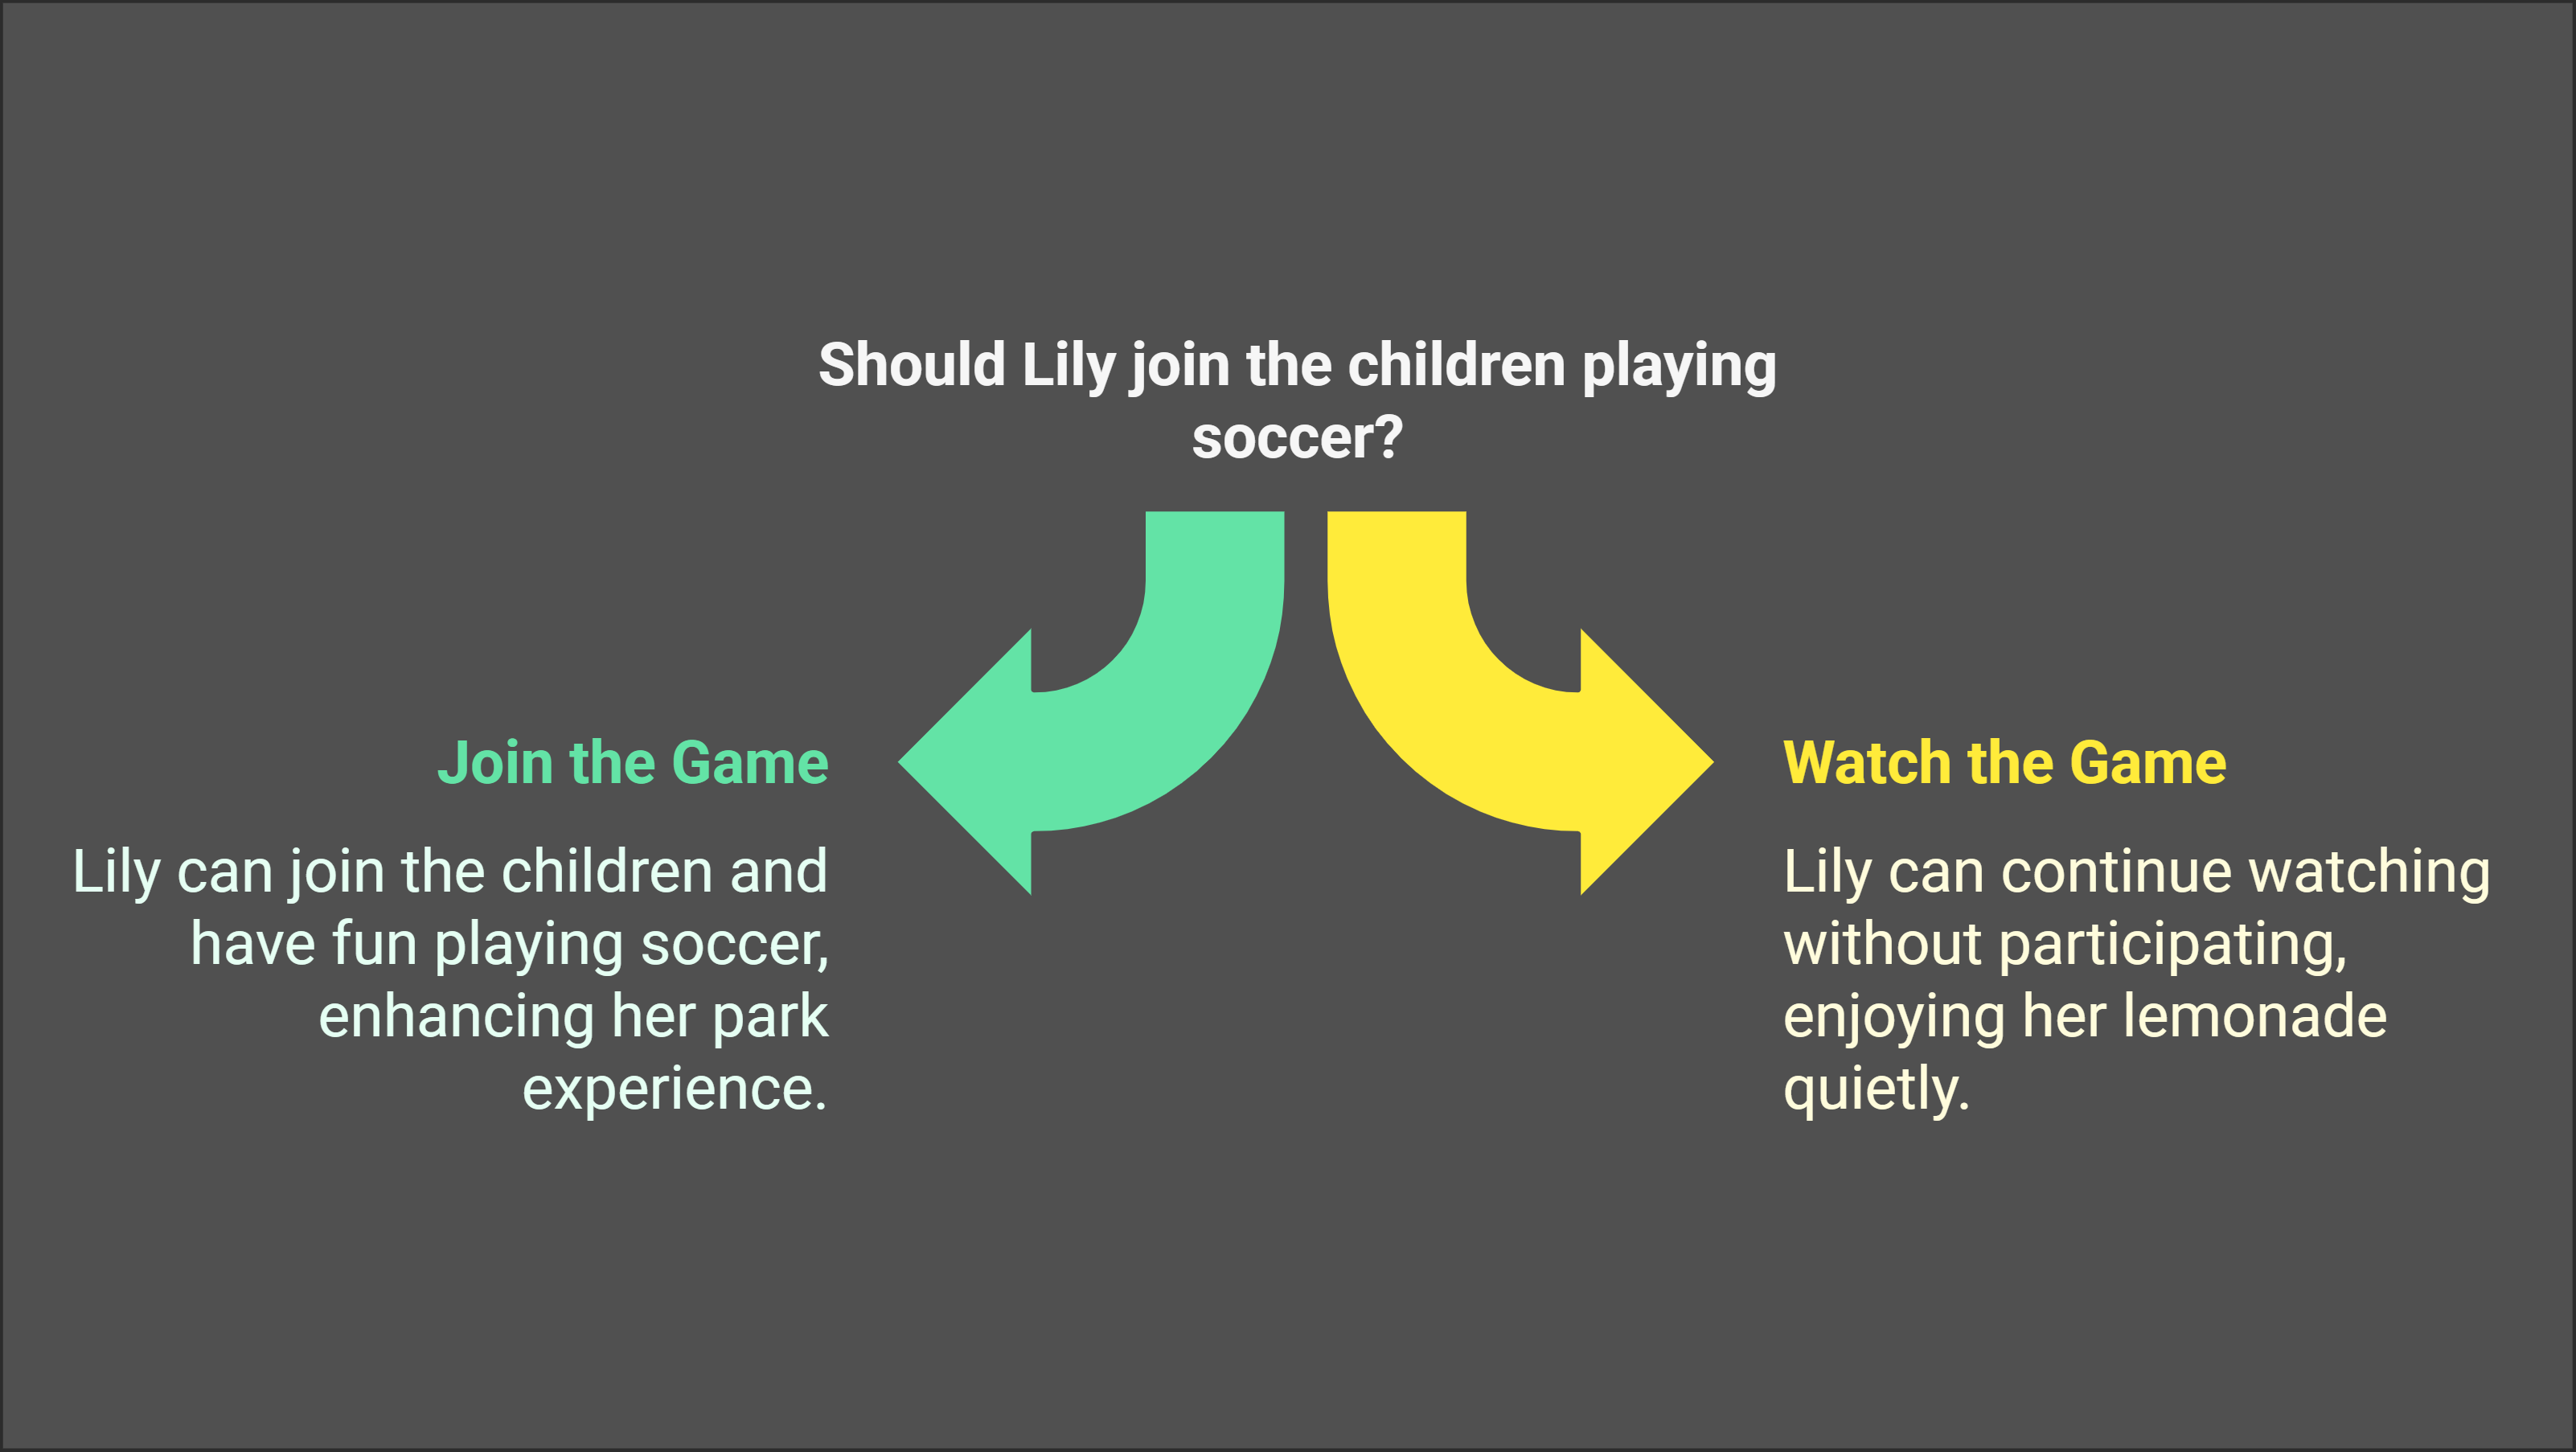 Should Lily join the children playing
soccer?
Join the Game
Lily can join the children and
have fun playing soccer,
enhancing her park
experience.
Watch the Game
Lily can continue watching
without participating,
enjoying her lemonade
quietly.